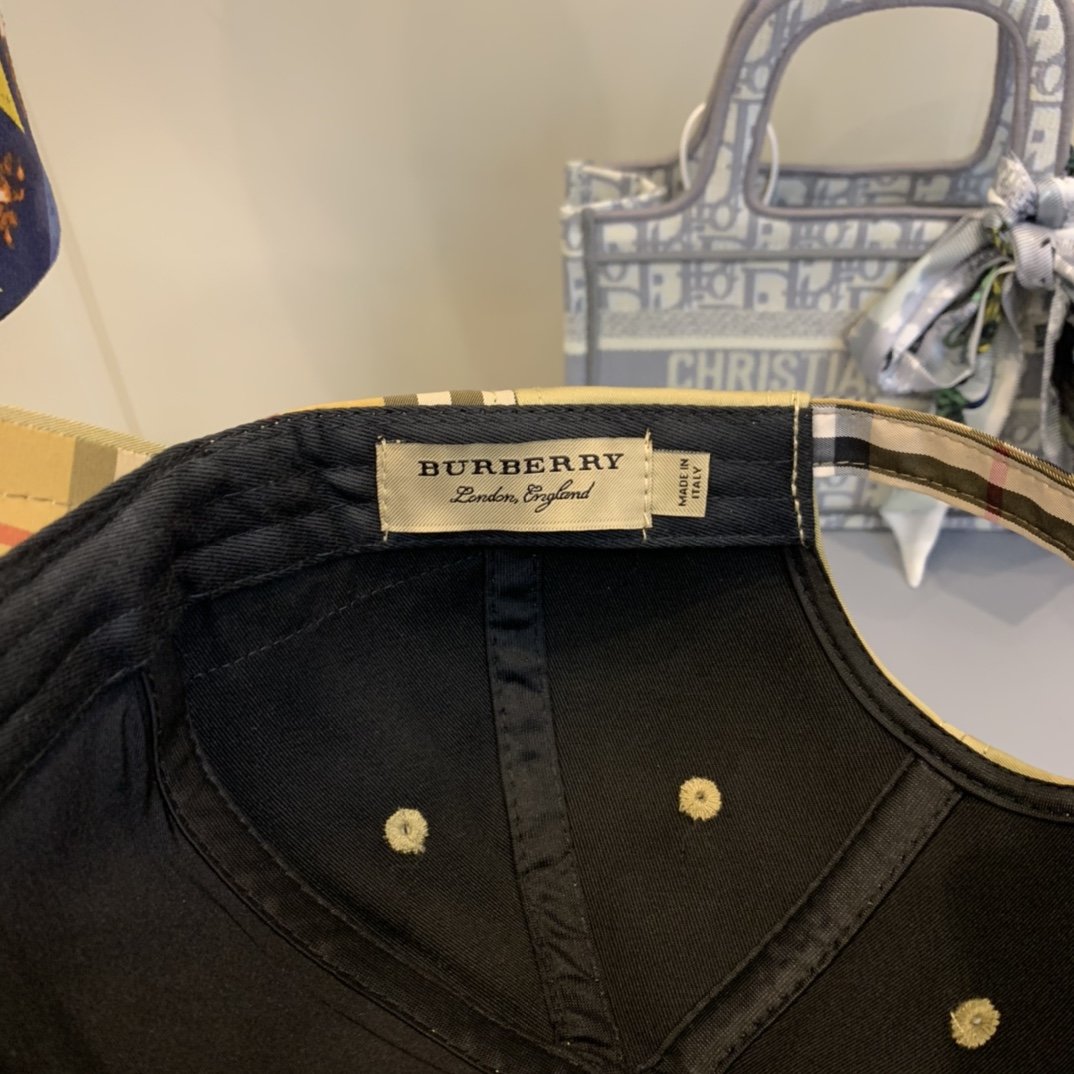 CHRISTIA
BURBERRY
London, England
MADE IN
ITALY